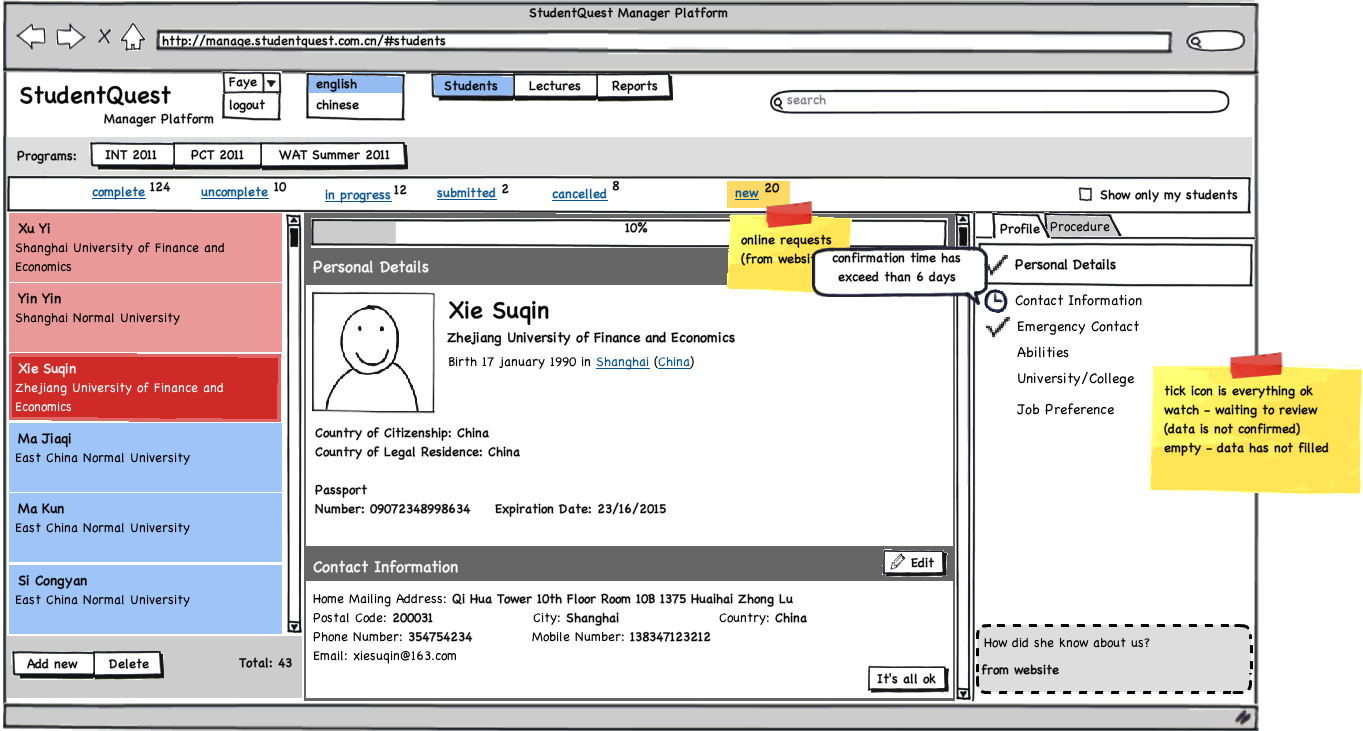 StudentQuest Manager Platform
http://manage.studentquest.com.cn/#students
StudentQuest
Manager Platform
Faye
logout
english
chinese
Students Lectures Reports
search
Programs: INT 2011 PCT 2011 WAT Summer 2011
complete 124 uncomplete 10 in progress 12 submitted 2 cancelled 8 new 20 Show only my students
Xu Yi
Shanghai University of Finance and
Economics
Yin Yin
Shanghai Normal University
Xie Suqin
Zhejiang University of Finance and
Economics
Ma Jiaqi
East China Normal University
Ma Kun
East China Normal University
Si Congyan
East China Normal University
Add new Delete Total: 43
10%
online requests
(from websi
confirmation time has
exceed than 6 days
Personal Details
Xie Suqin
Zhejiang University of Finance and Economics
Birth 17 january 1990 in Shanghai (China)
Country of Citizenship: China
Country of Legal Residence: China
Passport
Number: 09072348998634 Expiration Date: 23/16/2015
Contact Information Edit
Home Mailing Address: Qi Hua Tower 10th Floor Room 10B 1375 Huaihai Zhong Lu
Postal Code: 200031 City: Shanghai Country: China
Phone Number: 354754234 Mobile Number: 138347123212
Email: xiesuqin@163.com
It's all ok
Profile Procedure
Personal Details
Contact Information
Emergency Contact
Abilities
University/College
Job Preference
tick icon is everything ok
watch - waiting to review
(data is not confirmed)
empty - data has not filled
How did she know about us?
from website